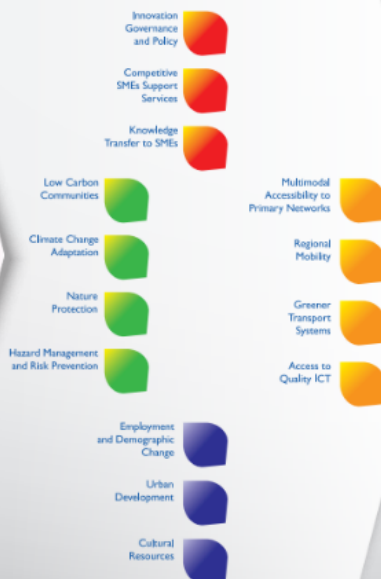 Innovation
Governance
and Policy
Competitive
SMEs Support
Services
Knowledge
Transfer to SMEs
Low Carbon
Communities
Climate Change
Adaptation
Nature
Protection
Hazard Management
and Risk Prevention
Multimodal
Accessibility to
Primary Networks
Regional
Mobility
Greener
Transport
Systems
Access to
Quality ICT
Employment
and Demographic
Change
Urban
Development
Cultural
Resources